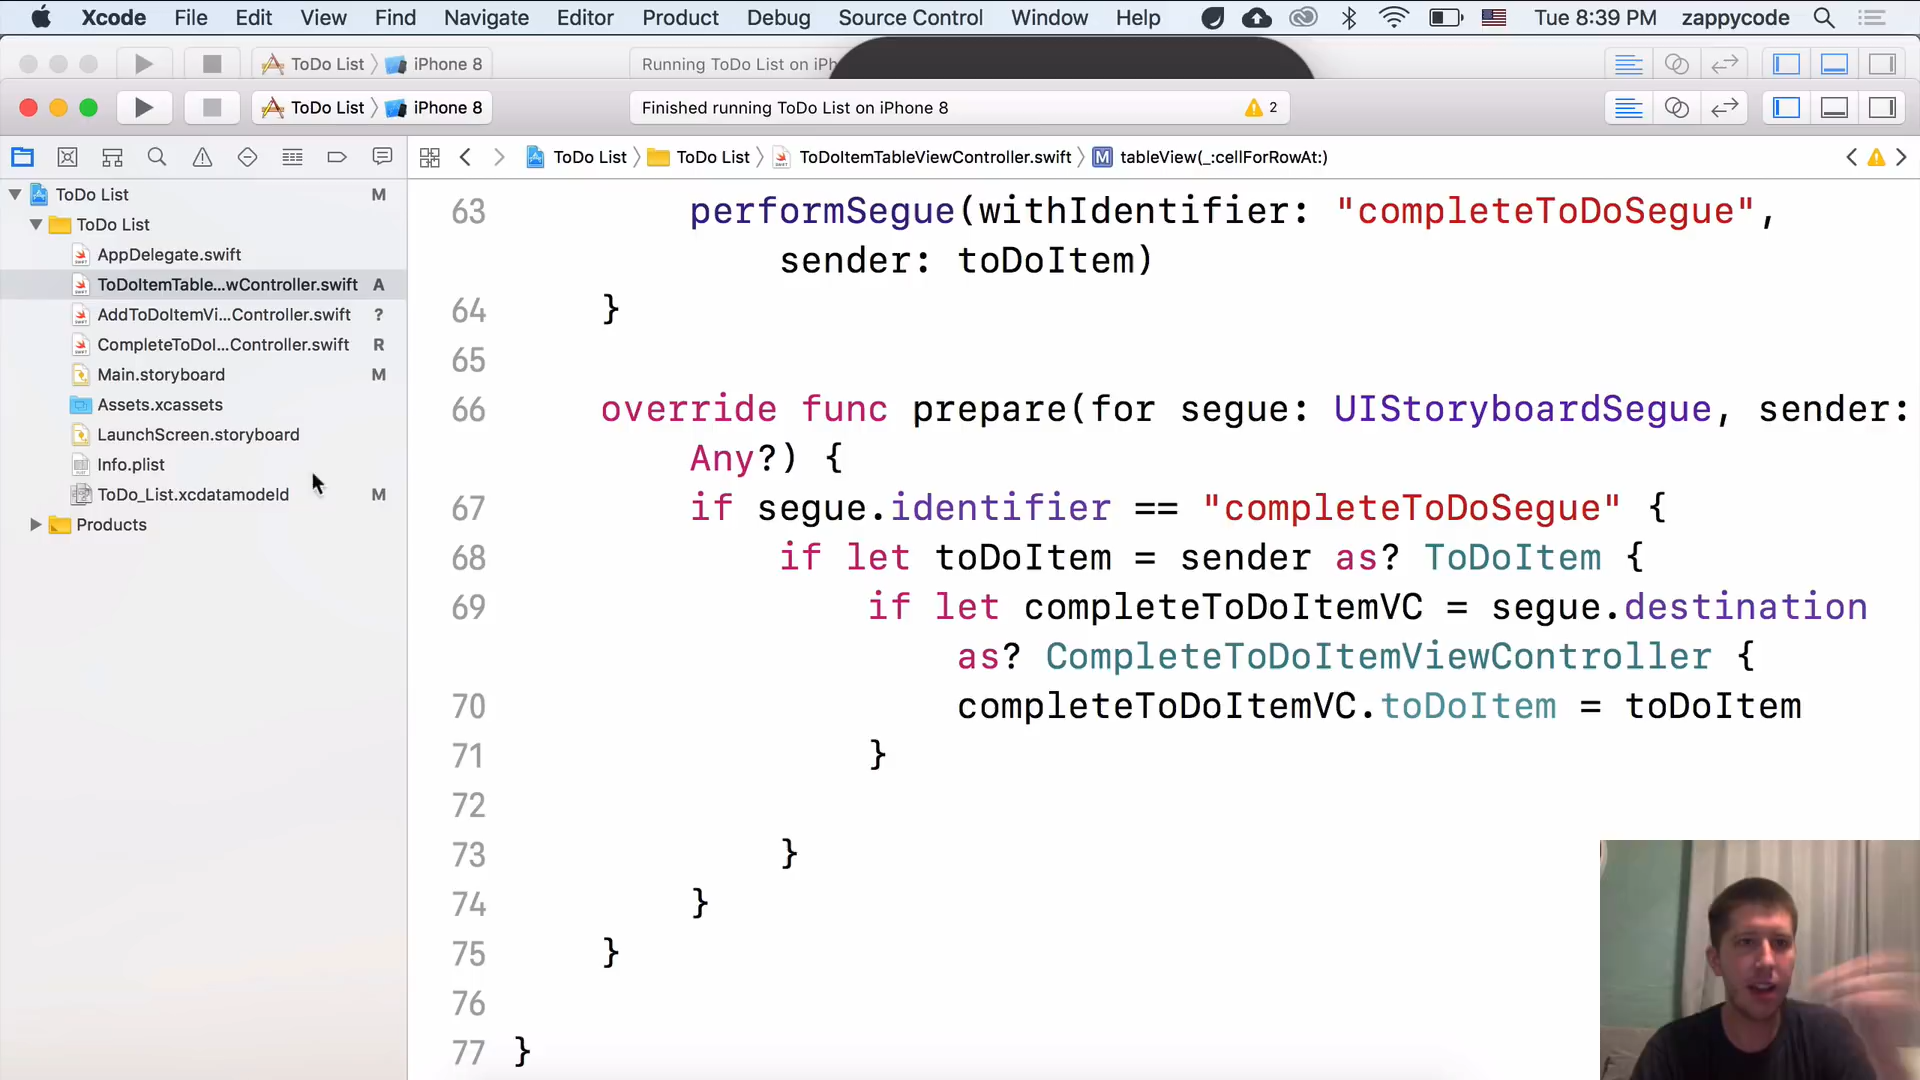 Xcode File Edit View Find Navigate Editor Product Debug Source Control Window Help Tue 8:39 PM zappycode
ToDo List iPhone 8 Running ToDo List on iPh
ToDo List iPhone 8 Finished running ToDo List on iPhone 8 2
ToDo List ToDo List ToDoItemTableViewController.swift M tableView(_:cellForRowAt:)
ToDo List M
ToDo List
AppDelegate.swift
ToDoItemTable...wController.swift A
AddToDoItemVi...Controller.swift ?
CompleteToDoI...Controller.swift R
Main.storyboard M
Assets.xcassets
LaunchScreen.storyboard
Info.plist
ToDo_List.xcdatamodeld M
Products
63 performSegue(withIdentifier: "completeToDoSegue",
sender: toDoItem)
64 }
65
66 override func prepare(for segue: UIStoryboardSegue, sender:
Any?) {
67 if segue.identifier == "completeToDoSegue" {
68 if let toDoItem = sender as? ToDoItem {
69 if let completeToDoItemVC = segue.destination
as? CompleteToDoItemViewController {
70 completeToDoItemVC.toDoItem = toDoItem
71 }
72
73 }
74 }
75 }
76
77 }